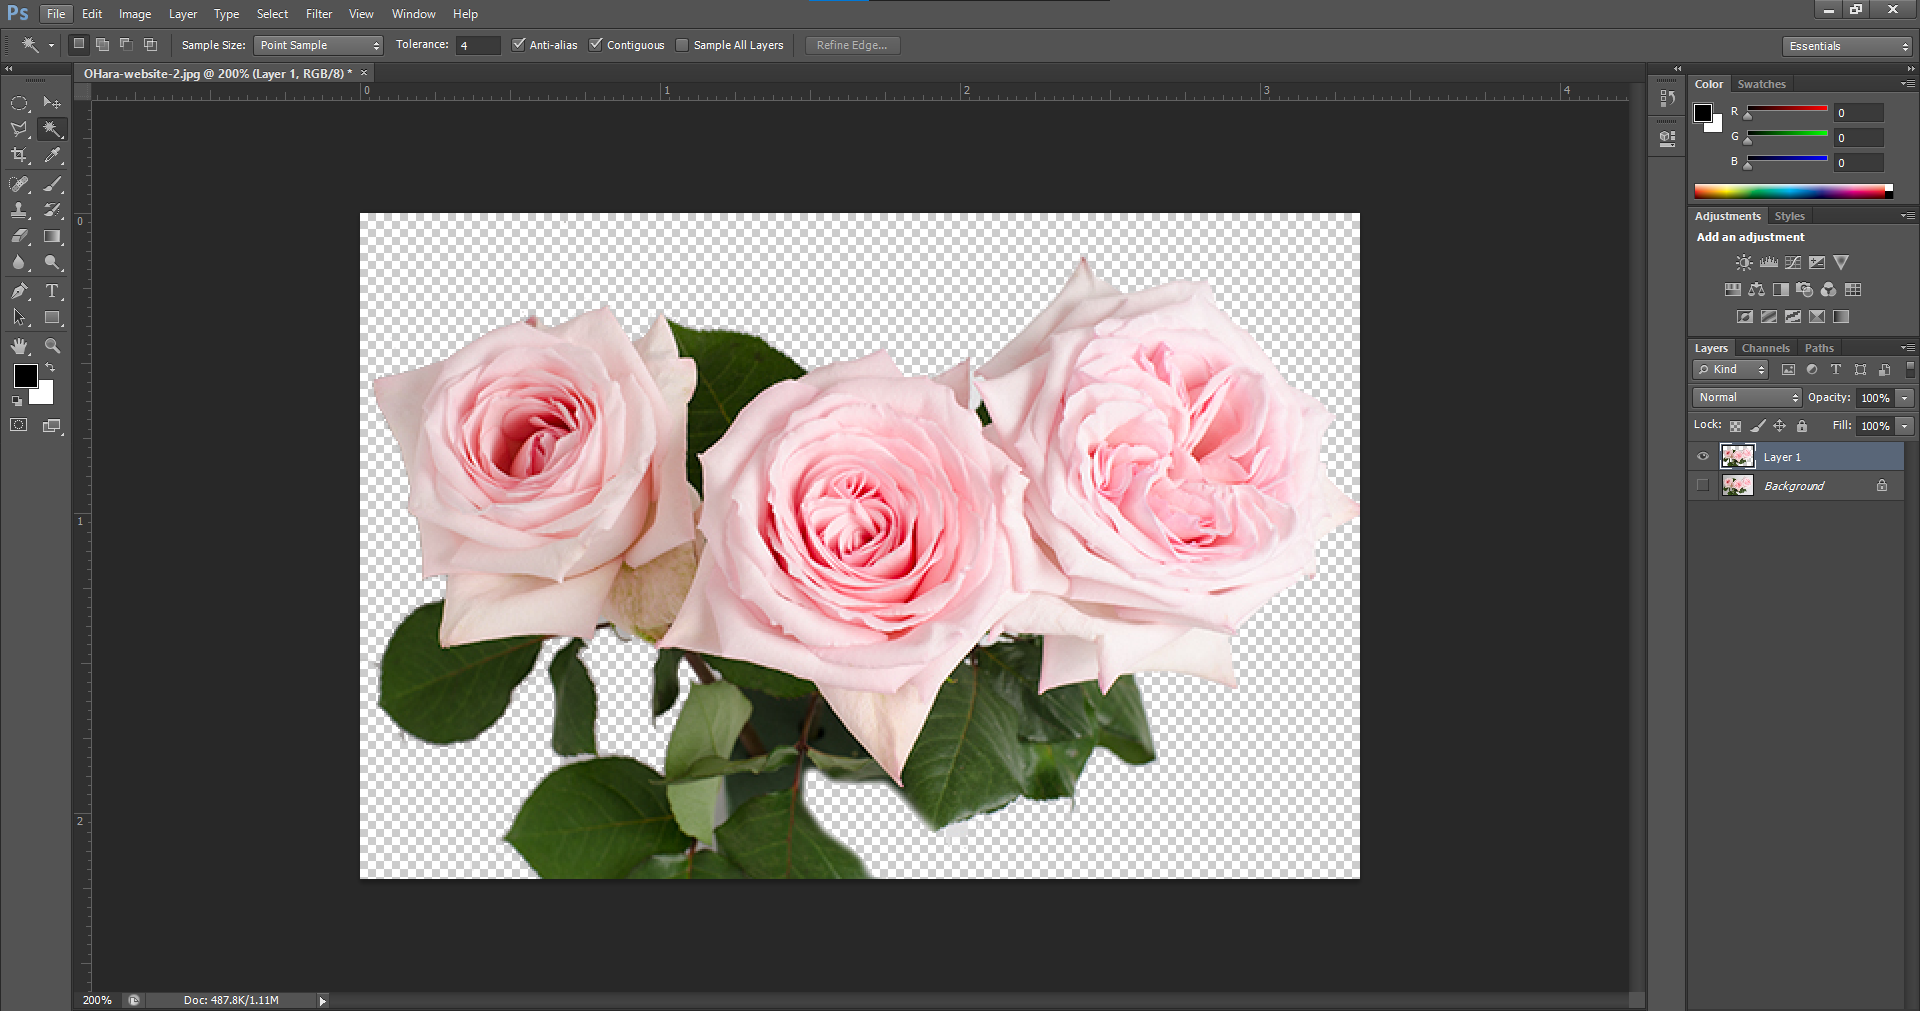 Ps File Edit Image Layer Type Select Filter View Window Help
Sample Size: Point Sample Tolerance: 4 Anti-alias Contiguous Sample All Layers Refine Edge... Essentials
OHara-website-2.jpg @ 200% (Layer 1, RGB/8) * ×
0 1 2 3 4
0
1
2
Color Swatches
R 0
G 0
B 0
Adjustments Styles
Add an adjustment
Layers Channels Paths
Kind
Normal Opacity: 100%
Lock: Fill: 100%
Layer 1
Background
200% Doc: 487.8K/1.11M